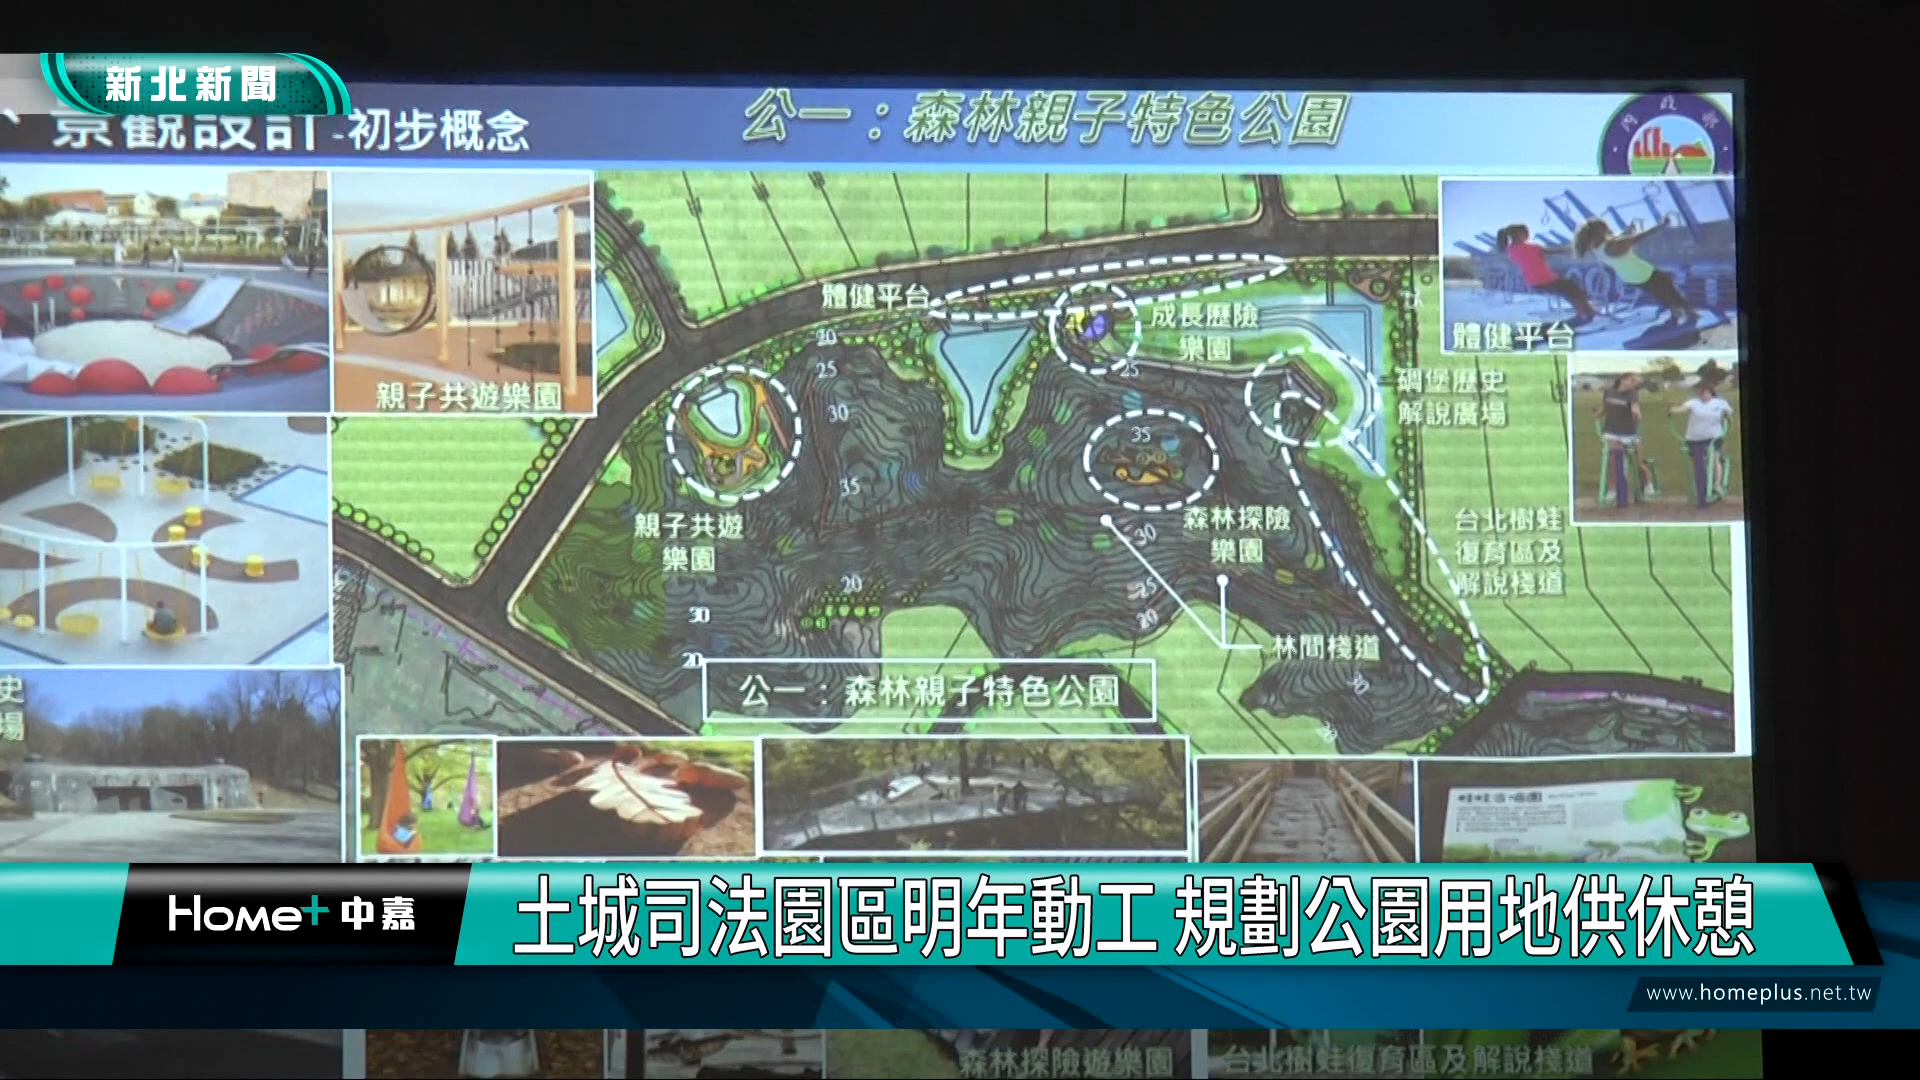 新北新聞
景觀設計-初步概念
公一：森林親子特色公園
親子共遊樂園
體健平台
20
25
30
35
成長歷險
樂園
25
35
體健平台
碉堡歷史
解說廣場
親子共遊
樂園
森林探險
樂園
30
台北樹蛙
復育區及
解說棧道
20
30
25
20
20
林間棧道
公一：森林親子特色公園
史
場
Home+中嘉
土城司法園區明年動工 規劃公園用地供休憩
www.homeplus.net.tw
森林探險遊樂園
台北樹蛙復育區及解說棧道